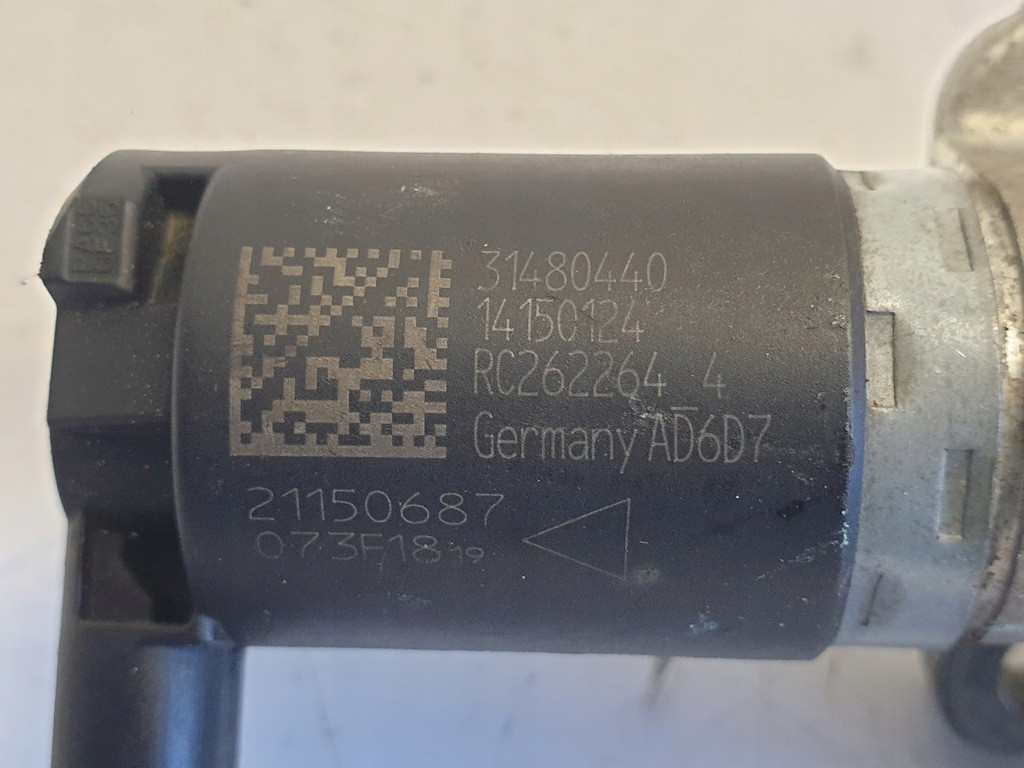 31480440
14150124
RC262264_4
Germany AD6D7
21150687
073F18 19